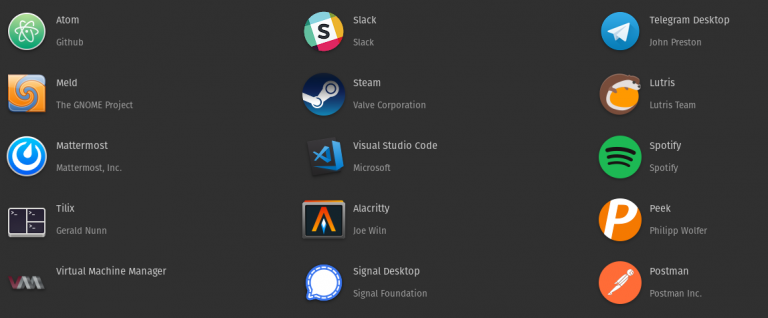 Atom
Github
Slack
Slack
Telegram Desktop
John Preston
Meld
The GNOME Project
Steam
Valve Corporation
Lutris
Lutris Team
Mattermost
Mattermost, Inc.
Visual Studio Code
Microsoft
Spotify
Spotify
Tilix
Gerald Nunn
Alacritty
Joe Wiln
Peek
Philipp Wolfer
Virtual Machine Manager
Signal Desktop
Signal Foundation
Postman
Postman Inc.